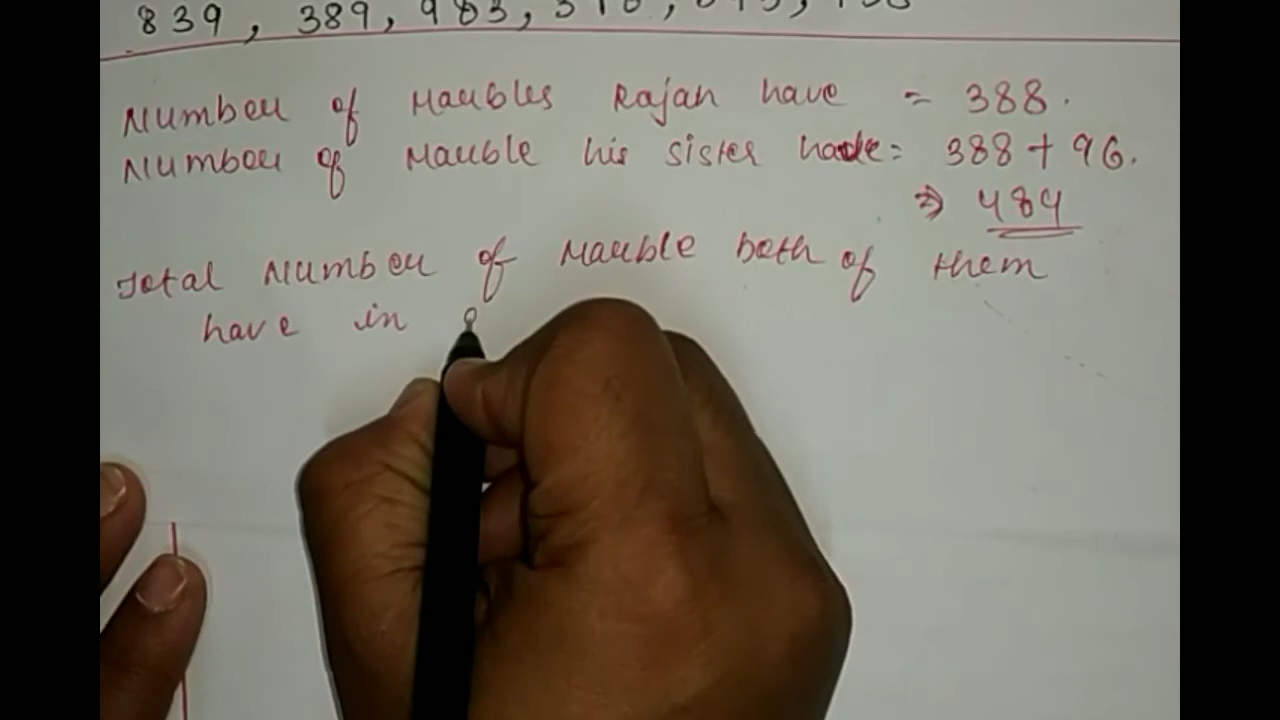 839, 389, 983,
Number of Marbles Rajan have = 388.
Number of Marble his sister have = 388 + 96.
⇒ 484
Total Number of Marble both of them
have in